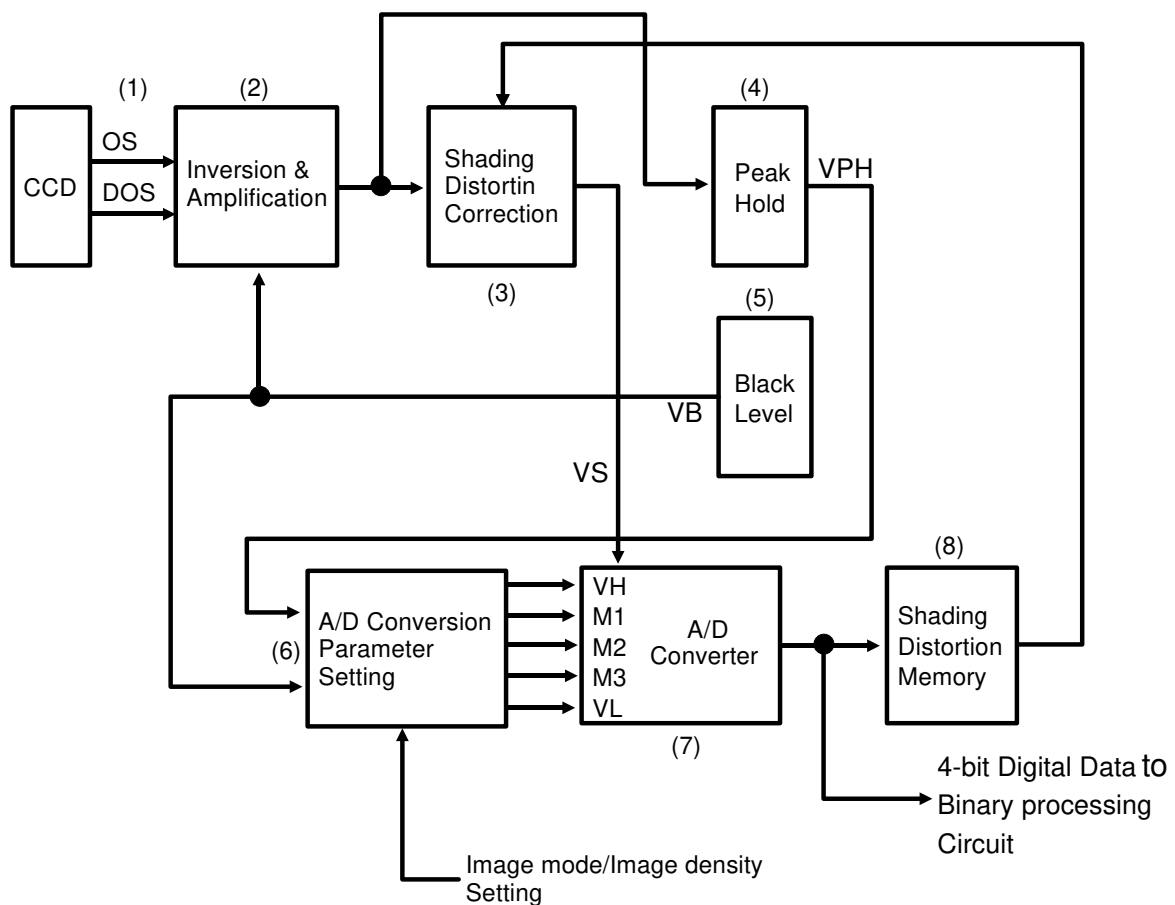 (1)
(2)
(4)
CCD
OS
DOS
Inversion &
Amplification
Shading
Distortin
Correction
Peak
Hold
VPH
(3)
(5)
Black
Level
VB
VS
(8)
(6)
A/D Conversion
Parameter
Setting
VH
M1
M2
M3
VL
A/D
Converter
(7)
Shading
Distortion
Memory
4-bit Digital Data to
Binary processing
Circuit
Image mode/Image density
Setting